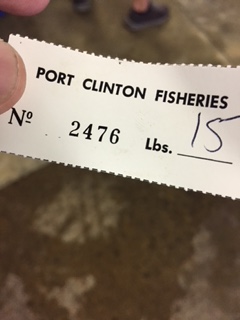 PORT CLINTON FISHERIES
Nº 2476 Lbs. 15